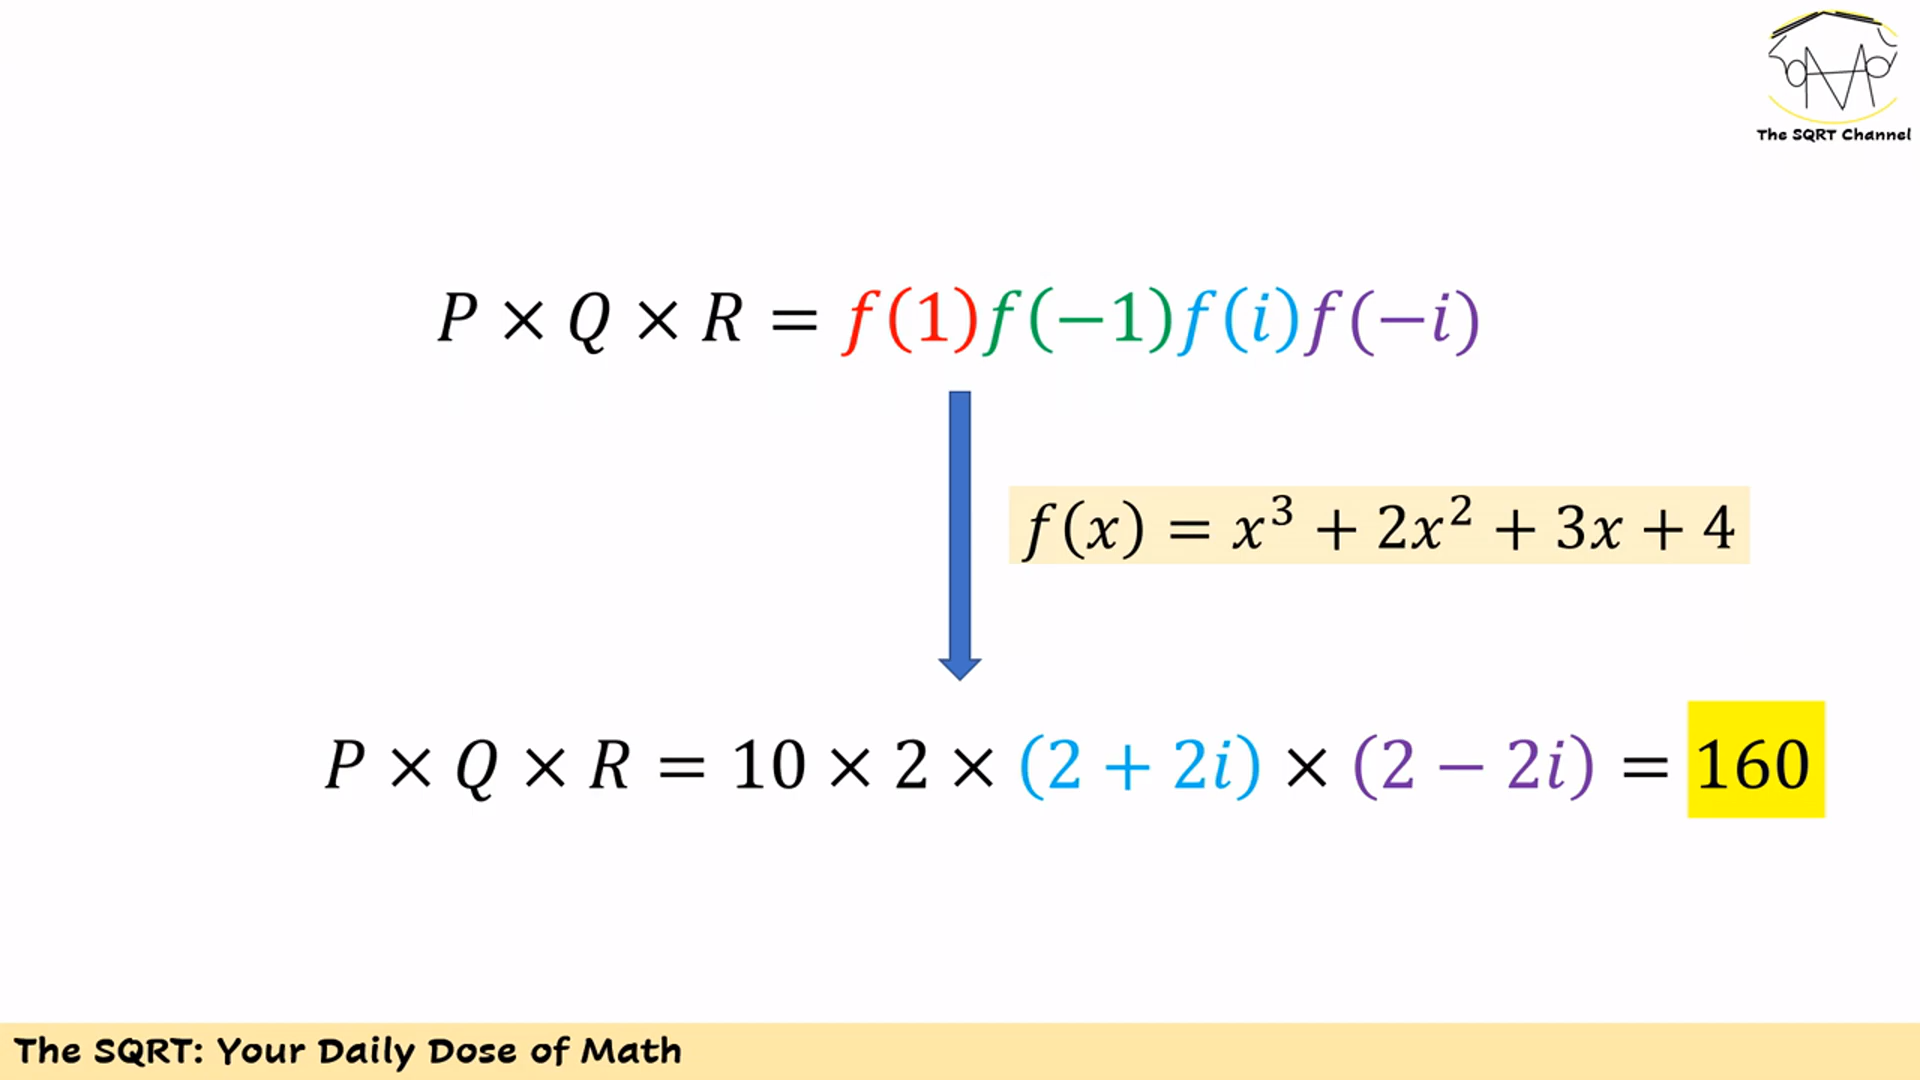 The SQRT Channel
P × Q × R = f(1)f(−1)f(i)f(−i)
f(x) = x³ + 2x² + 3x + 4
P × Q × R = 10 × 2 × (2 + 2i) × (2 − 2i) = 160
The SQRT: Your Daily Dose of Math